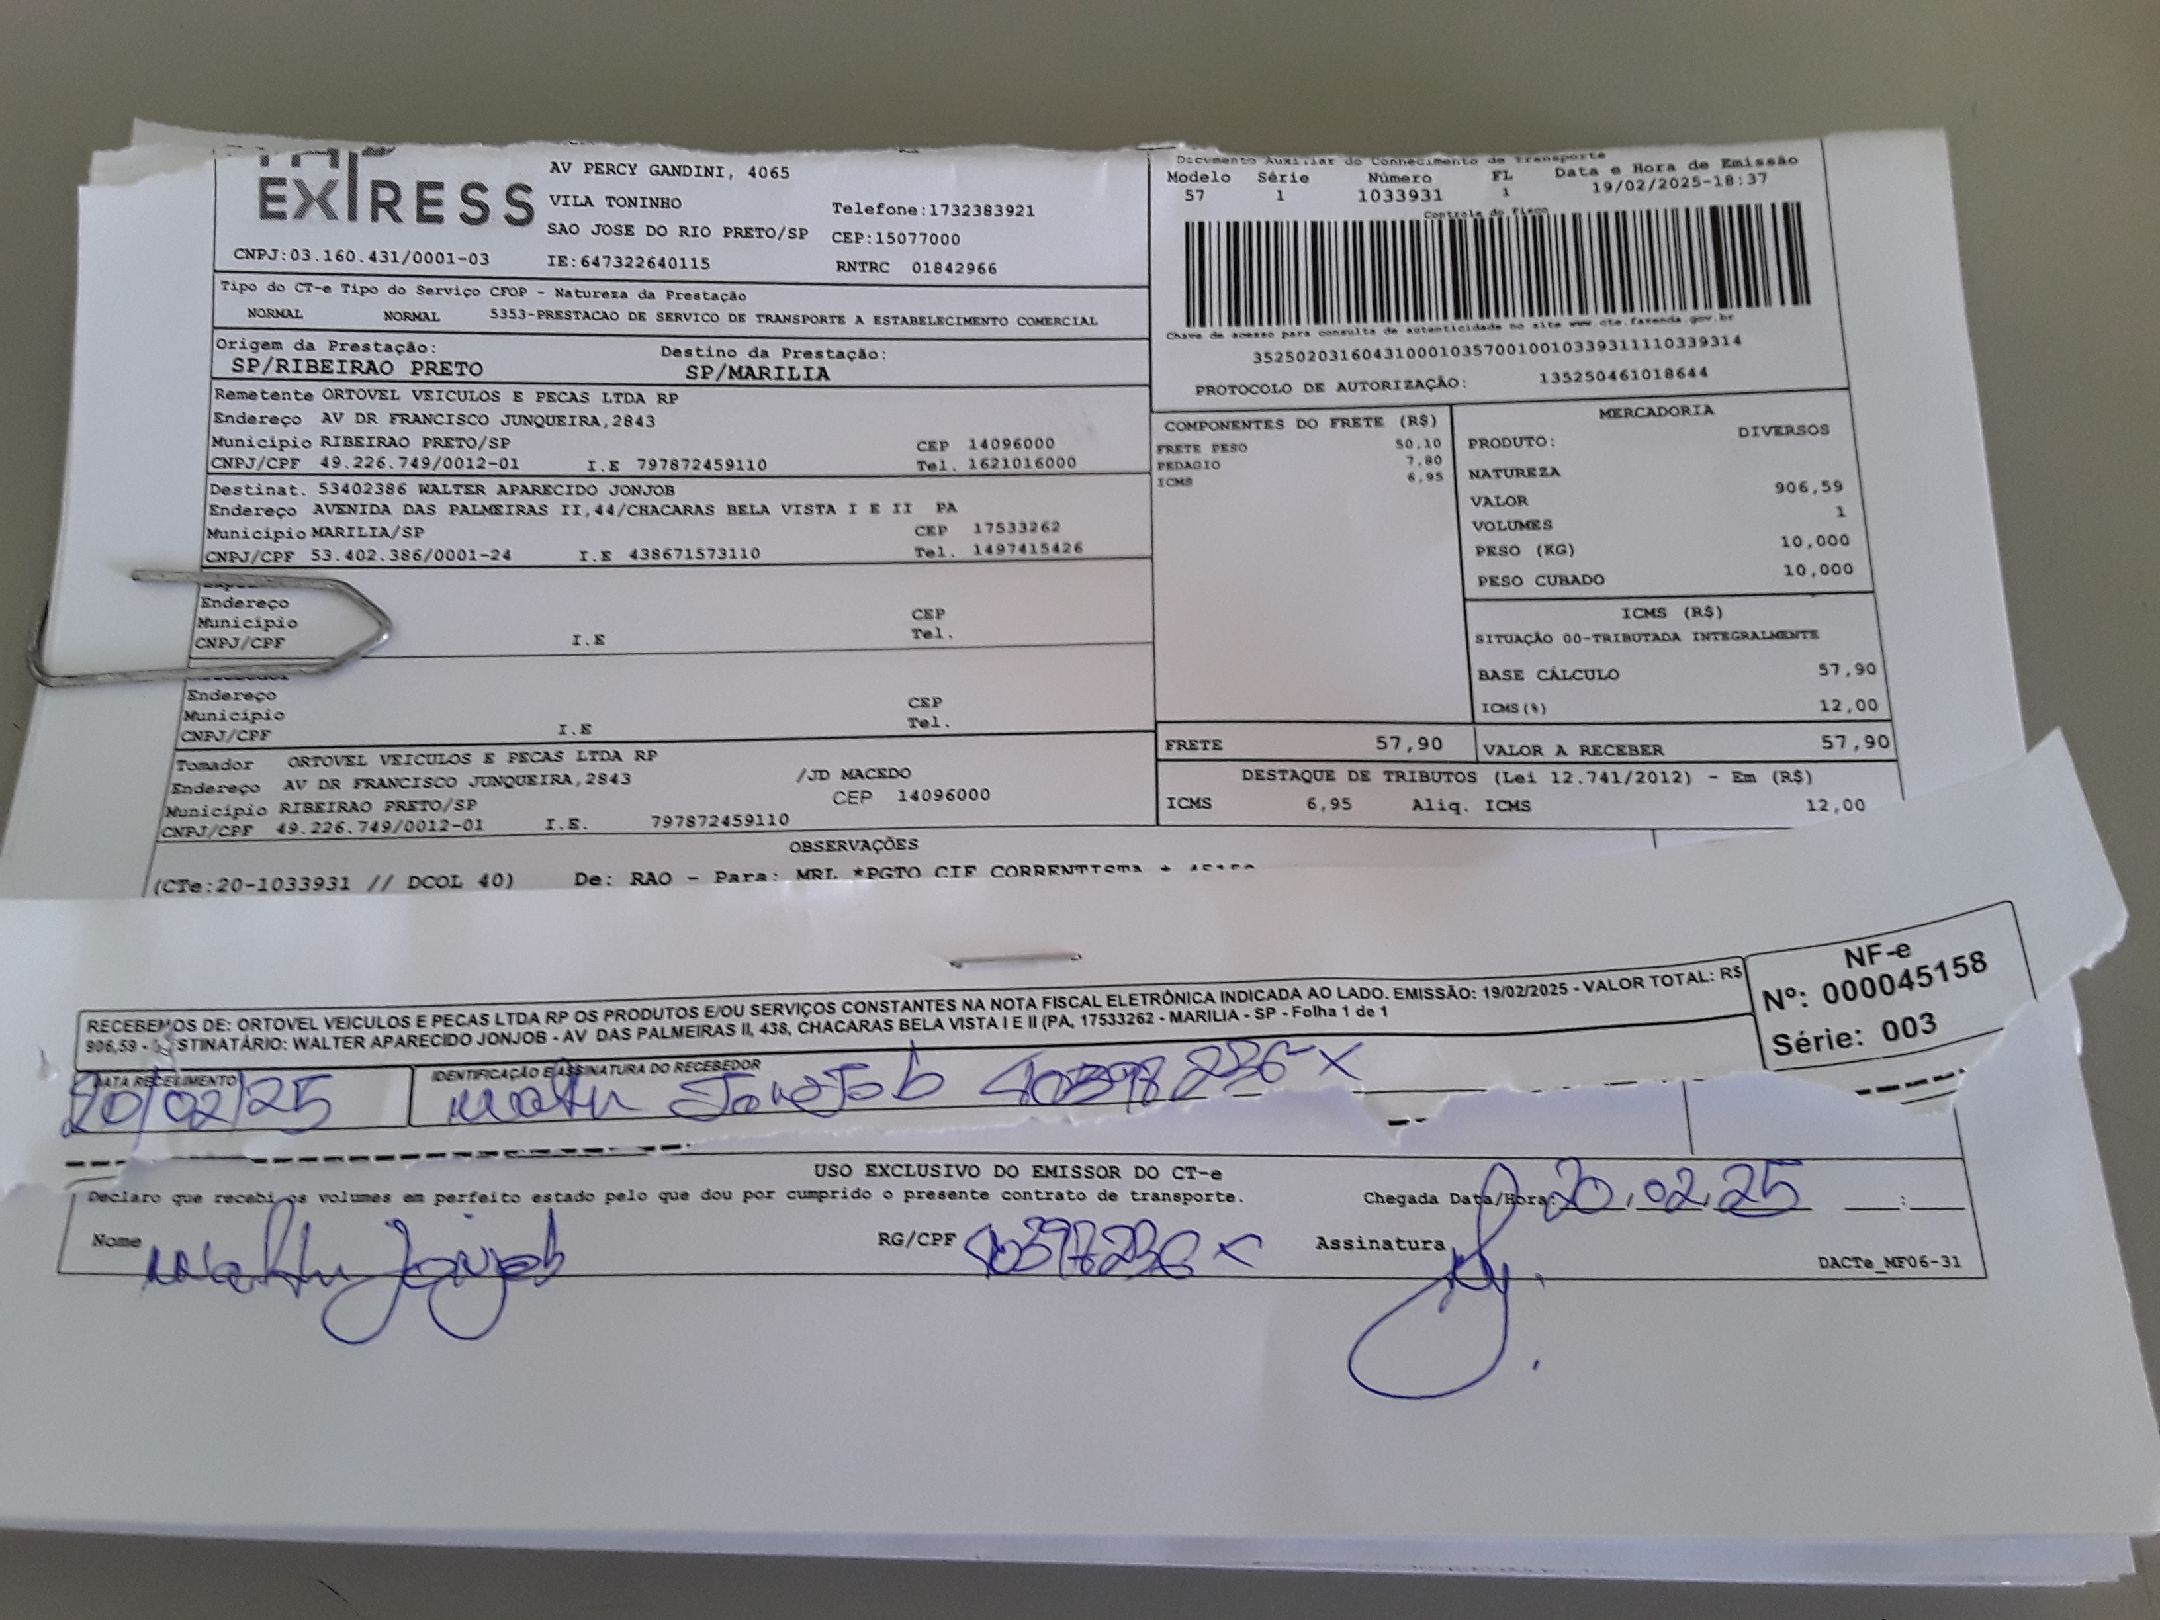 EXPRESS
AV PERCY GANDINI, 4065
VILA TONINHO
Telefone:1732383921
SAO JOSE DO RIO PRETO/SP
CEP:15077000
CNPJ:03.160.431/0001-03
IE:647322640115
RNTRC 01842966
Documento Auxiliar do Conhecimento de Transporte
Modelo Série Número FL Data e Hora de Emissão
57 1 1033931 1 19/02/2025-18:37
Controle do Fisco
Chave de acesso para consulta de autenticidade no site www.cte.fazenda.gov.br
35250203160431000103570010010339311110339314
PROTOCOLO DE AUTORIZAÇÃO: 135250461018644
Tipo do CT-e Tipo do Serviço CFOP - Natureza da Prestação
NORMAL NORMAL 5353-PRESTACAO DE SERVICO DE TRANSPORTE A ESTABELECIMENTO COMERCIAL
Origem da Prestação: Destino da Prestação:
SP/RIBEIRAO PRETO SP/MARILIA
Remetente ORTOVEL VEICULOS E PECAS LTDA RP
Endereço AV DR FRANCISCO JUNQUEIRA,2843
Município RIBEIRAO PRETO/SP CEP 14096000
CNPJ/CPF 49.226.749/0012-01 I.E 797872459110 Tel. 1621016000
Destinat. 53402386 WALTER APARECIDO JONJOB
Endereço AVENIDA DAS PALMEIRAS II,44/CHACARAS BELA VISTA I E II PA
Município MARILIA/SP CEP 17533262
CNPJ/CPF 53.402.386/0001-24 I.E 438671573110 Tel. 1497415426
Endereço CEP
Município
CNPJ/CPF I.E Tel.
Endereço CEP
Município Tel.
CNPJ/CPF I.E
Tomador ORTOVEL VEICULOS E PECAS LTDA RP
Endereço AV DR FRANCISCO JUNQUEIRA,2843 /JD MACEDO
Município RIBEIRAO PRETO/SP CEP 14096000
CNPJ/CPF 49.226.749/0012-01 I.E. 797872459110
COMPONENTES DO FRETE (R$)
FRETE PESO 50,10
PEDAGIO 7,80
ICMS 6,95
MERCADORIA
PRODUTO: DIVERSOS
NATUREZA
VALOR 906,59
VOLUMES 1
PESO (KG) 10,000
PESO CUBADO 10,000
ICMS (R$)
SITUAÇÃO 00-TRIBUTADA INTEGRALMENTE
BASE CÁLCULO 57,90
ICMS(%) 12,00
FRETE 57,90 VALOR A RECEBER 57,90
DESTAQUE DE TRIBUTOS (Lei 12.741/2012) - Em (R$)
ICMS 6,95 Aliq. ICMS 12,00
OBSERVAÇÕES
(CTe:20-1033931 // DCOL 40) De: RAO - Para: MRL *PGTO CIF CORRENTISTA *
RECEBEMOS DE: ORTOVEL VEICULOS E PECAS LTDA RP OS PRODUTOS E/OU SERVIÇOS CONSTANTES NA NOTA FISCAL ELETRÔNICA INDICADA AO LADO. EMISSÃO: 19/02/2025 - VALOR TOTAL: R$
906,59 - STINATÁRIO: WALTER APARECIDO JONJOB - AV DAS PALMEIRAS II, 438, CHACARAS BELA VISTA I E II (PA, 17533262 - MARILIA - SP - Folha 1 de 1
NF-e
Nº: 000045158
Série: 003
DATA RECEBIMENTO IDENTIFICAÇÃO E ASSINATURA DO RECEBEDOR
20/02/25 JonJob
USO EXCLUSIVO DO EMISSOR DO CT-e
Declaro que recebi os volumes em perfeito estado pelo que dou por cumprido o presente contrato de transporte. Chegada Data/Hora: 20,02,25 :
Nome Jonjob RG/CPF 40397236 x Assinatura
DACTe_MF06-31